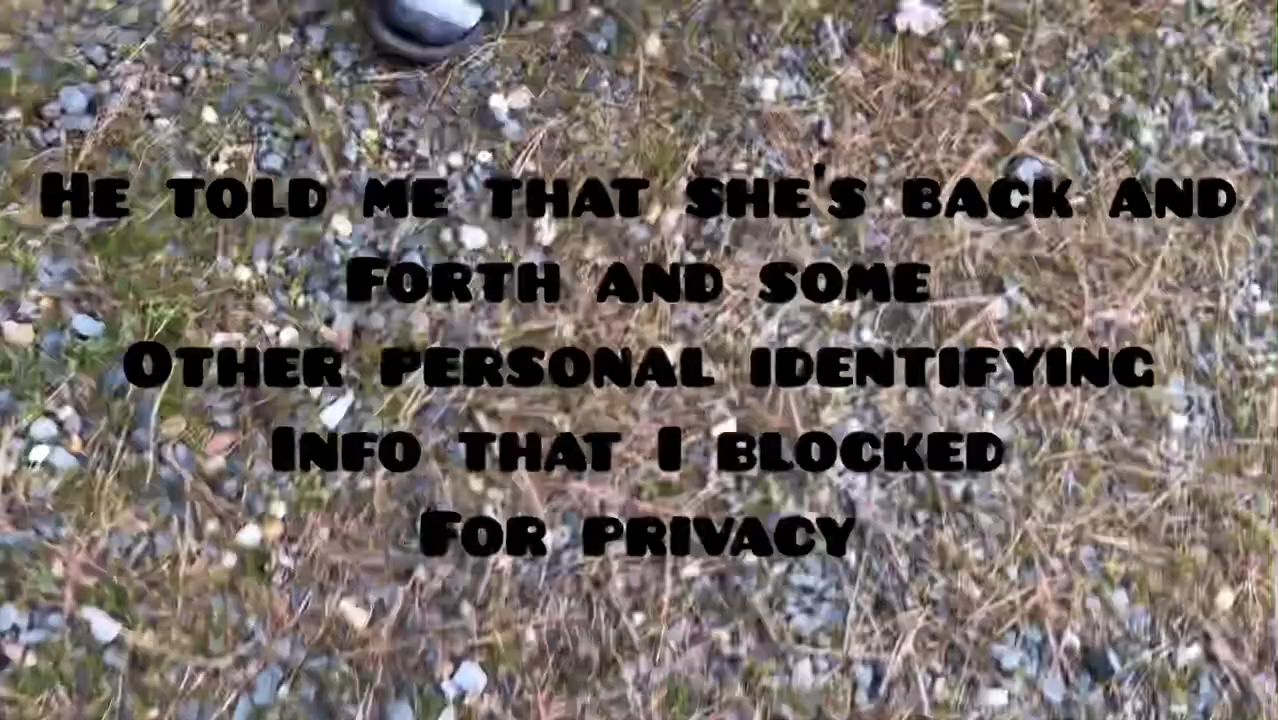 He told me that she's back and
Forth and some
Other personal identifying
Info that I blocked
For privacy